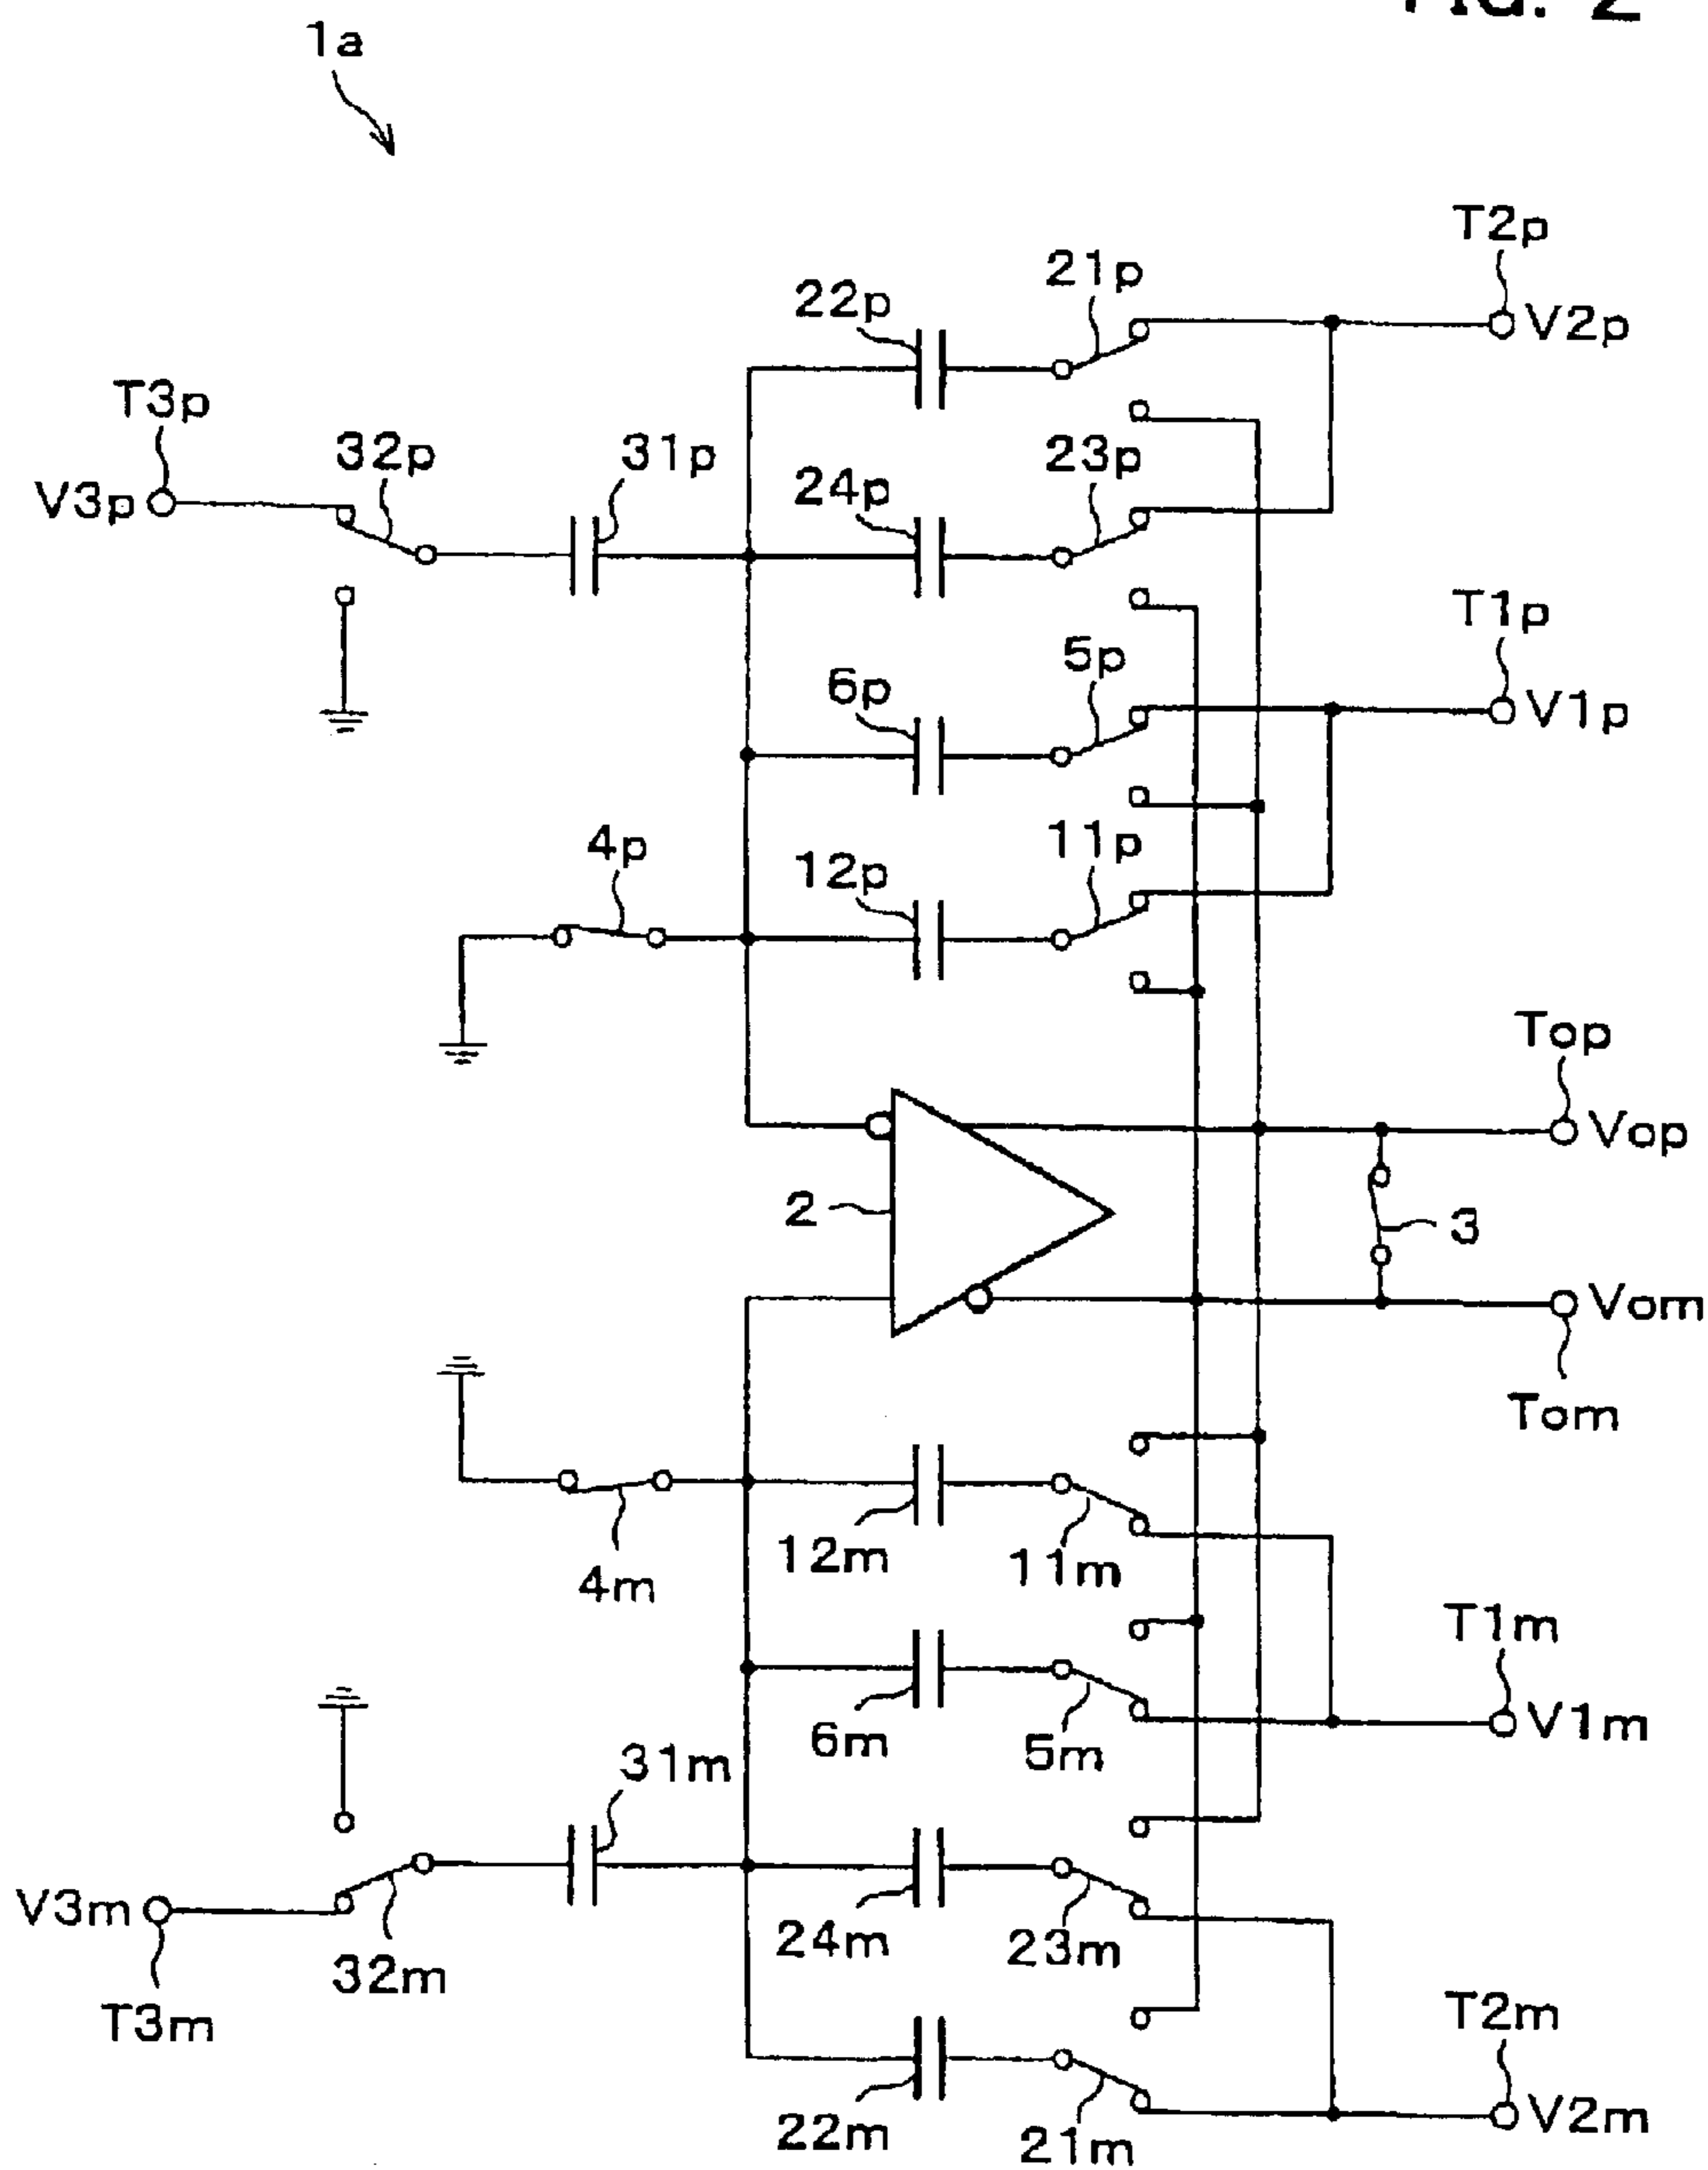 FIG. 2
1a
T2p
21p
22p
V2p
T3p
32p
31p
23p
24p
V3p
T1p
5p
6p
V1p
4p
11p
12p
Top
Vop
2
3
Vom
Tom
12m
11m
4m
T1m
6m
5m
V1m
31m
V3m
24m
23m
32m
T3m
T2m
22m
21m
V2m